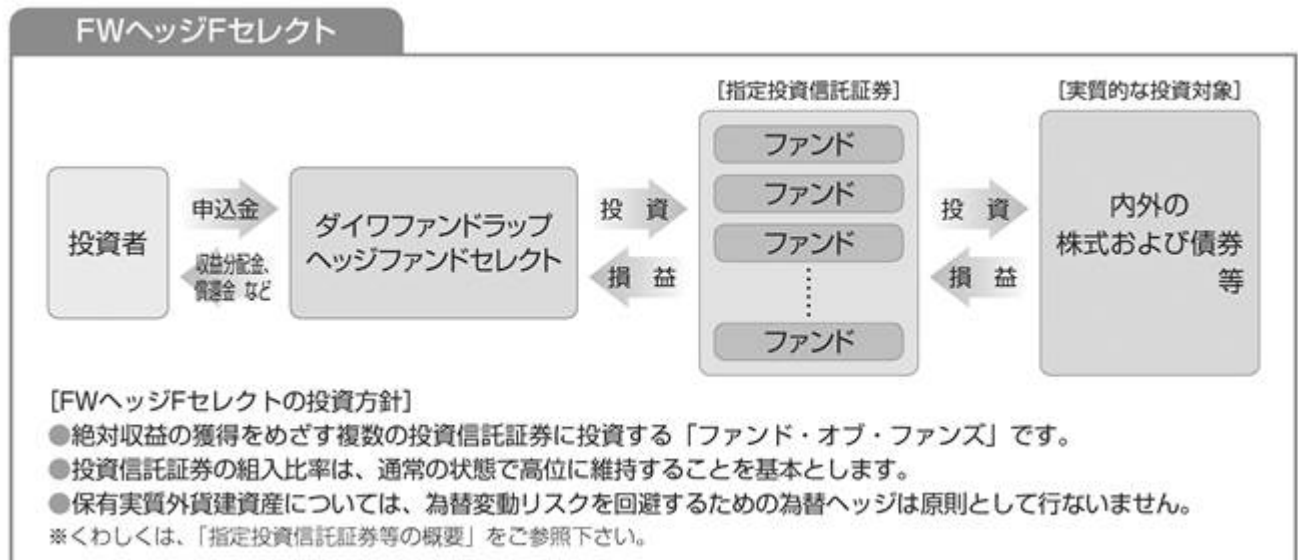 FWヘッジFセレクト
[指定投資信託証券]
[実質的な投資対象]
投資者
申込金
収益分配金、
償還金 など
ダイワファンドラップ
ヘッジファンドセレクト
投 資
損 益
ファンド
ファンド
ファンド
ファンド
投 資
損 益
内外の
株式および債券
等
[FWヘッジFセレクトの投資方針]
●絶対収益の獲得をめざす複数の投資信託証券に投資する「ファンド・オブ・ファンズ」です。
●投資信託証券の組入比率は、通常の状態で高位に維持することを基本とします。
●保有実質外貨建資産については、為替変動リスクを回避するための為替ヘッジは原則として行ないません。
※くわしくは、「指定投資信託証券等の概要」をご参照下さい。